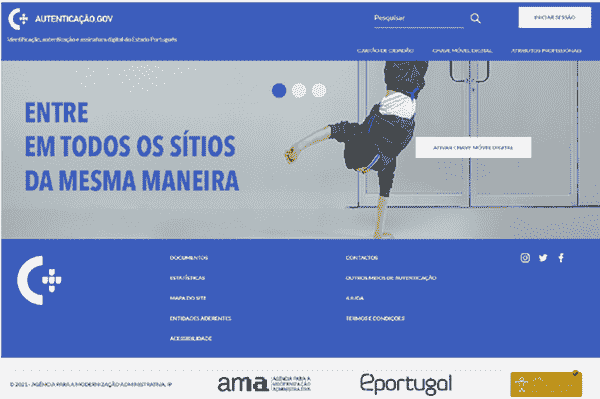 AUTENTICAÇÃO.GOV
Pesquisar
INICIAR SESSÃO
Identificação, autenticação e assinatura digital do Estado Português
CARTÃO DE CIDADÃO
CHAVE MÓVEL DIGITAL
ATRIBUTOS PROFISSIONAIS
ENTRE
EM TODOS OS SÍTIOS
DA MESMA MANEIRA
ATIVAR CHAVE MÓVEL DIGITAL
DOCUMENTOS
ESTATÍSTICAS
MAPA DO SITE
ENTIDADES ADERENTES
ACESSIBILIDADE
CONTACTOS
OUTROS MEIOS DE AUTENTICAÇÃO
AJUDA
TERMOS E CONDIÇÕES
© 2021 - AGÊNCIA PARA A MODERNIZAÇÃO ADMINISTRATIVA, IP
ama
AGÊNCIA PARA A
MODERNIZAÇÃO
ADMINISTRATIVA
ePortugal